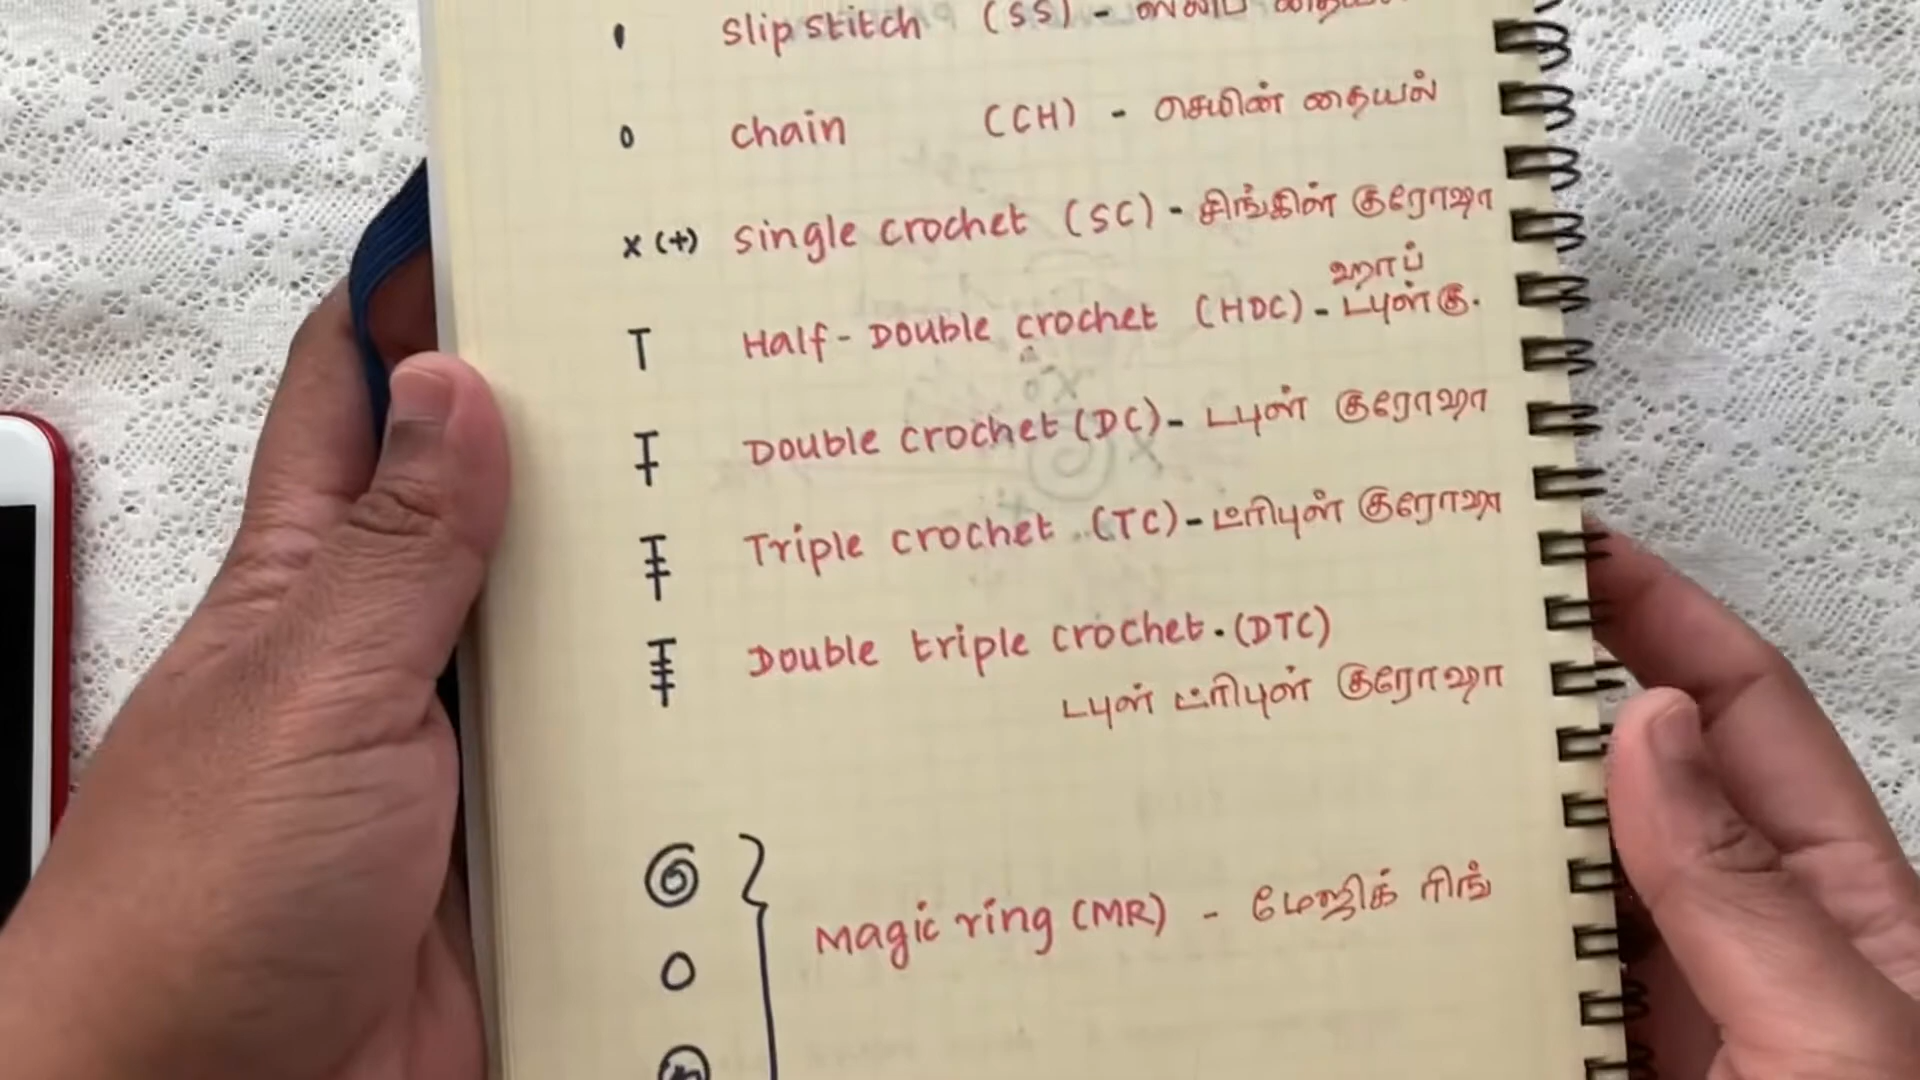 slip stitch (SS) -
o chain (CH) - செயின் தையல்
x (+) single crochet (SC) - சிங்கிள் குரோஷா
ஹாப்
T Half-Double crochet (HDC) - டபுள் கு.
Double crochet (DC) - டபுள் குரோஷா
Triple crochet (TC) - ட்ரிபுள் குரோஷா
Double triple crochet. (DTC)
டபுள் ட்ரிபுள் குரோஷா
Magic ring (MR) - மேஜிக் ரிங்